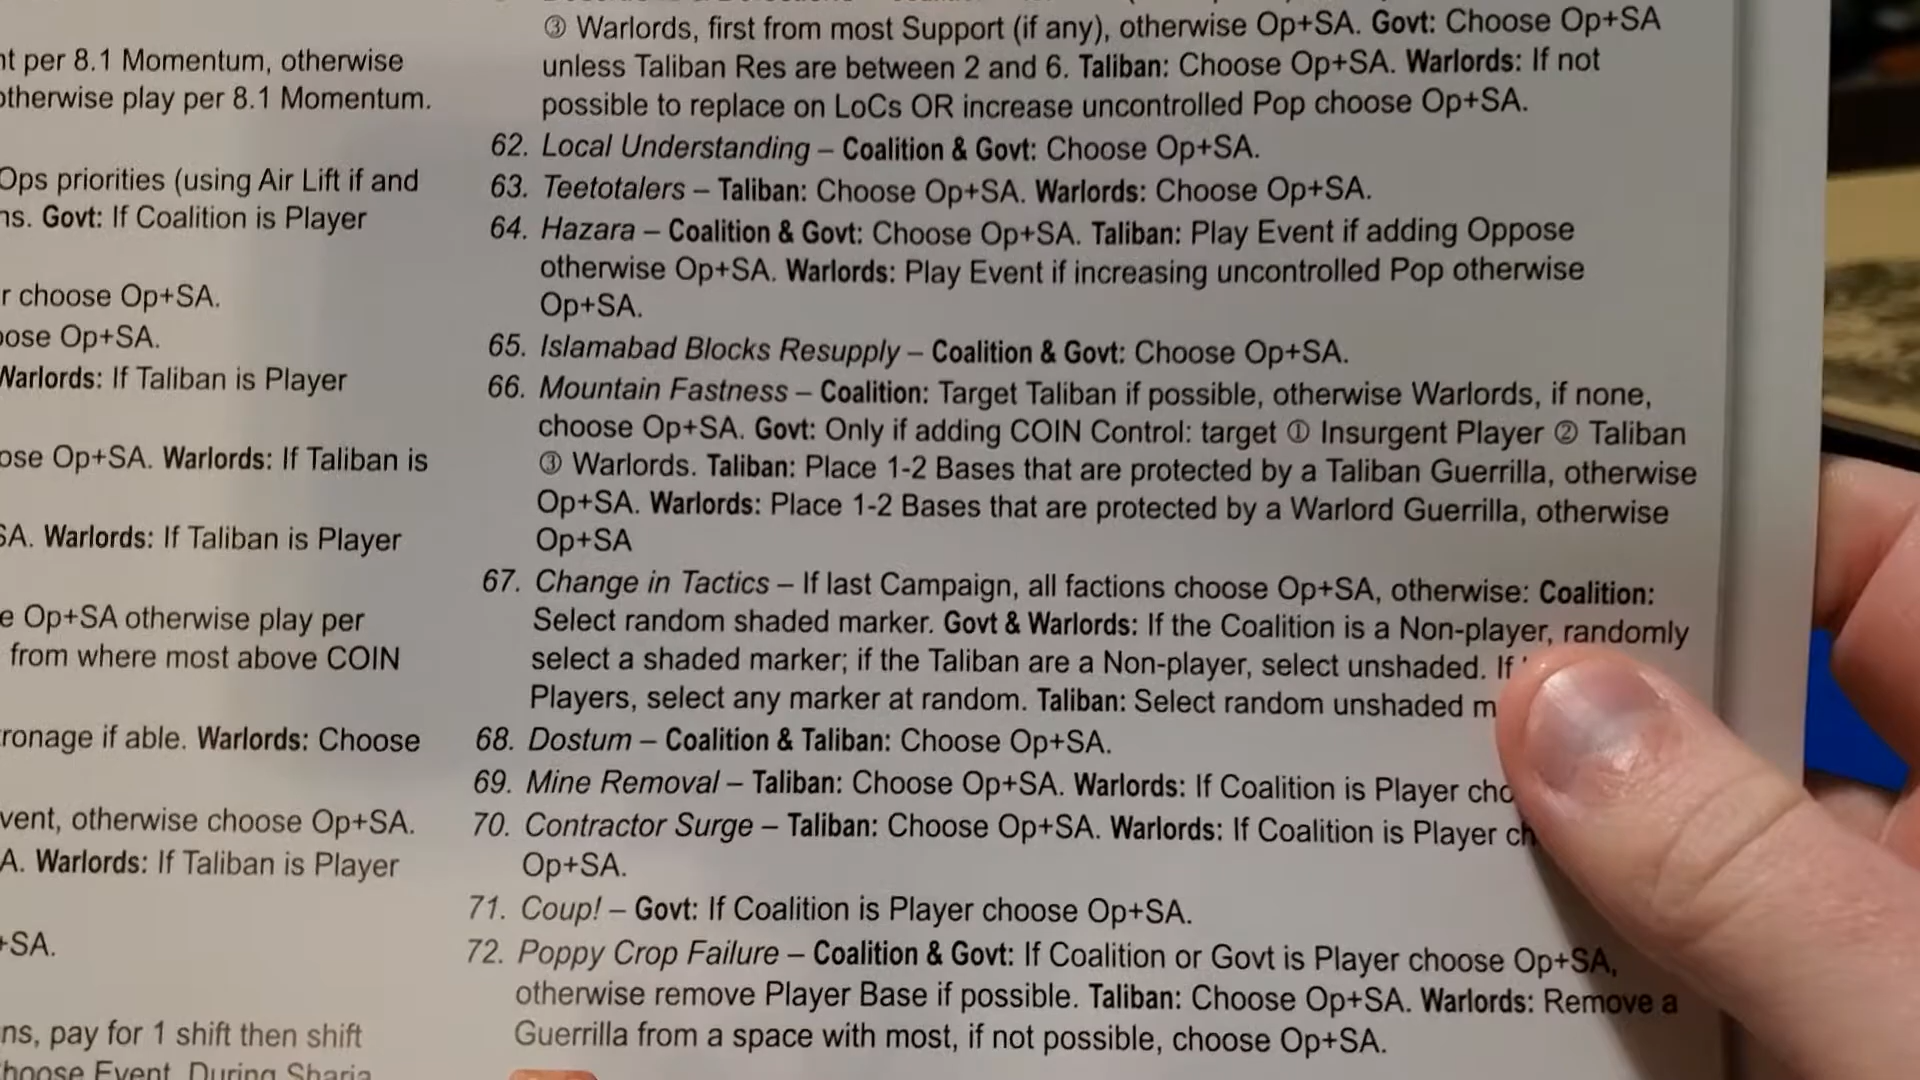 nt per 8.1 Momentum, otherwise
otherwise play per 8.1 Momentum.
Ops priorities (using Air Lift if and
ns. Govt: If Coalition is Player
r choose Op+SA.
oose Op+SA.
Warlords: If Taliban is Player
ose Op+SA. Warlords: If Taliban is
SA. Warlords: If Taliban is Player
e Op+SA otherwise play per
from where most above COIN
ronage if able. Warlords: Choose
vent, otherwise choose Op+SA.
A. Warlords: If Taliban is Player
+SA.
ns, pay for 1 shift then shift
hoose Event. During Sharia
③ Warlords, first from most Support (if any), otherwise Op+SA. Govt: Choose Op+SA
unless Taliban Res are between 2 and 6. Taliban: Choose Op+SA. Warlords: If not
possible to replace on LoCs OR increase uncontrolled Pop choose Op+SA.
62. Local Understanding – Coalition & Govt: Choose Op+SA.
63. Teetotalers – Taliban: Choose Op+SA. Warlords: Choose Op+SA.
64. Hazara – Coalition & Govt: Choose Op+SA. Taliban: Play Event if adding Oppose
otherwise Op+SA. Warlords: Play Event if increasing uncontrolled Pop otherwise
Op+SA.
65. Islamabad Blocks Resupply – Coalition & Govt: Choose Op+SA.
66. Mountain Fastness – Coalition: Target Taliban if possible, otherwise Warlords, if none,
choose Op+SA. Govt: Only if adding COIN Control: target ① Insurgent Player ② Taliban
③ Warlords. Taliban: Place 1-2 Bases that are protected by a Taliban Guerrilla, otherwise
Op+SA. Warlords: Place 1-2 Bases that are protected by a Warlord Guerrilla, otherwise
Op+SA
67. Change in Tactics – If last Campaign, all factions choose Op+SA, otherwise: Coalition:
Select random shaded marker. Govt & Warlords: If the Coalition is a Non-player, randomly
select a shaded marker; if the Taliban are a Non-player, select unshaded. If
Players, select any marker at random. Taliban: Select random unshaded m
68. Dostum – Coalition & Taliban: Choose Op+SA.
69. Mine Removal – Taliban: Choose Op+SA. Warlords: If Coalition is Player cho
70. Contractor Surge – Taliban: Choose Op+SA. Warlords: If Coalition is Player ch
Op+SA.
71. Coup! – Govt: If Coalition is Player choose Op+SA.
72. Poppy Crop Failure – Coalition & Govt: If Coalition or Govt is Player choose Op+SA,
otherwise remove Player Base if possible. Taliban: Choose Op+SA. Warlords: Remove a
Guerrilla from a space with most, if not possible, choose Op+SA.